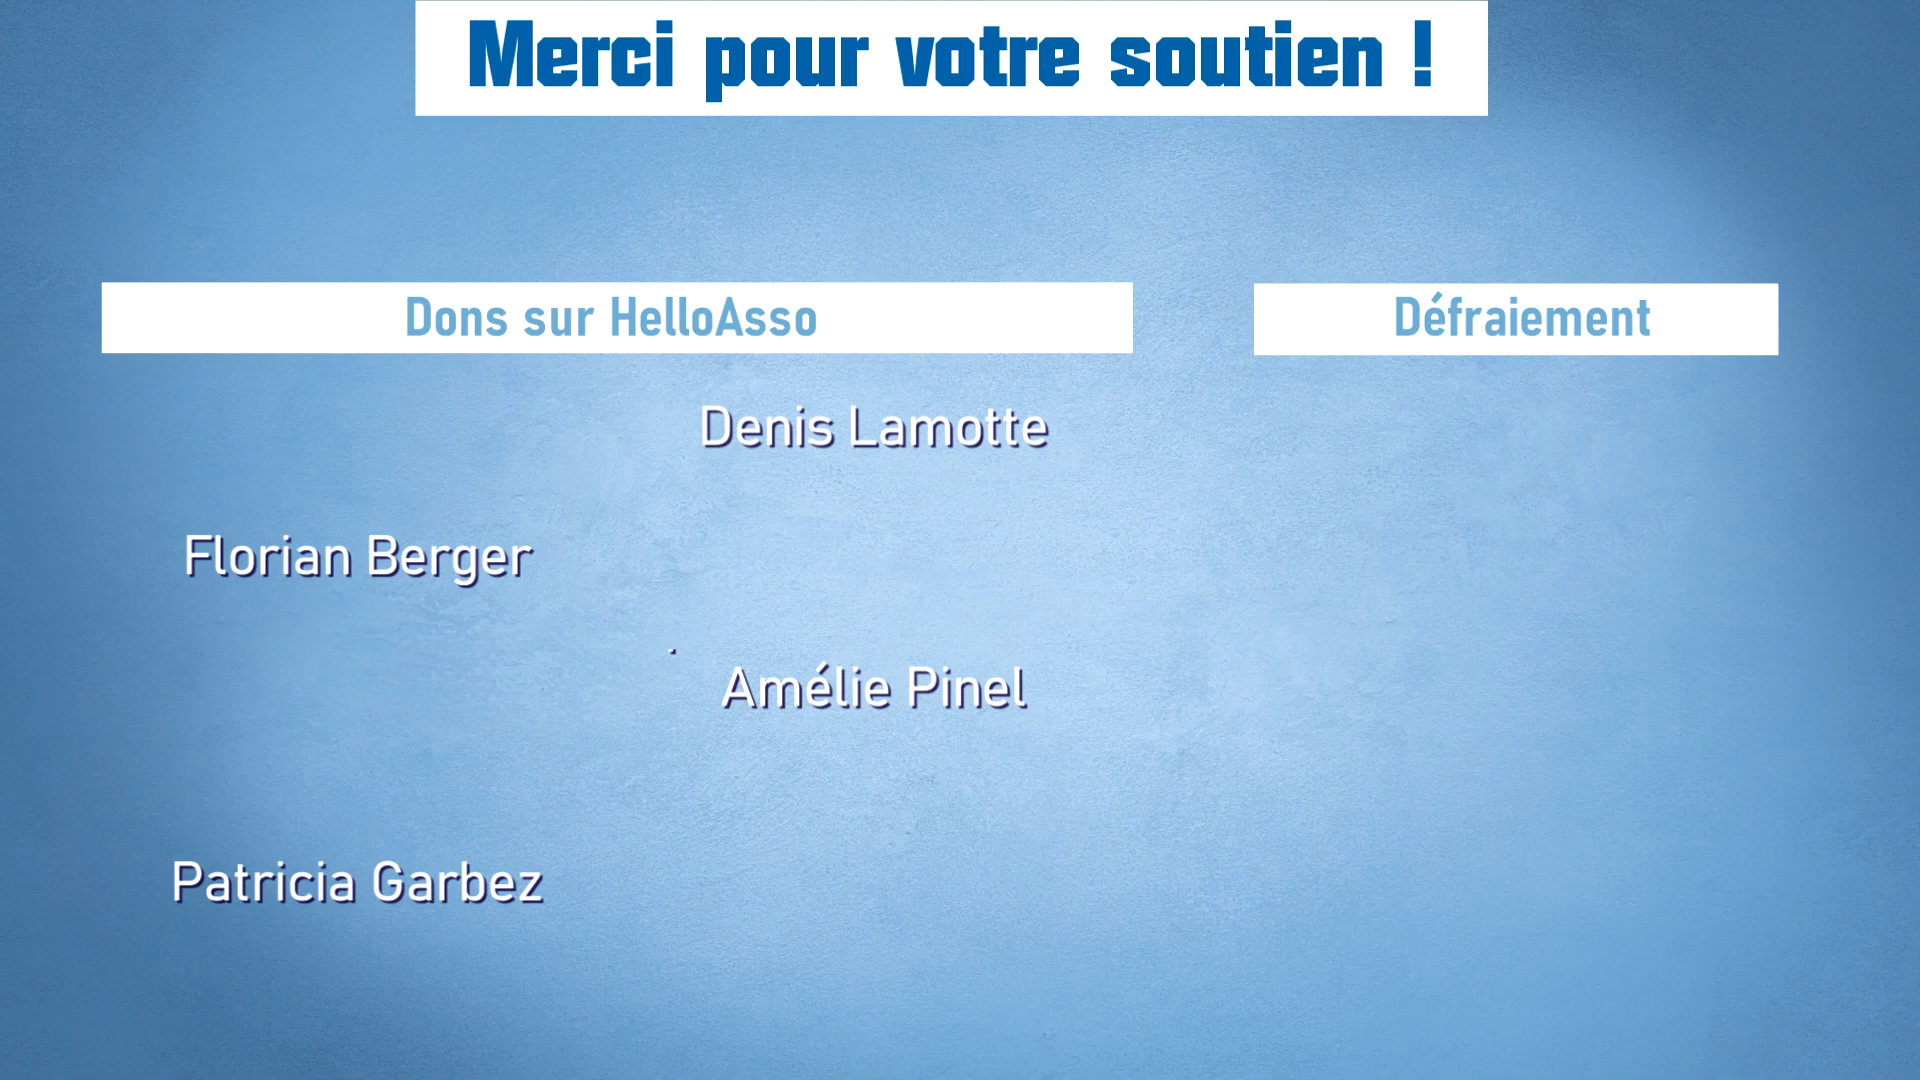 Merci pour votre soutien !
Dons sur HelloAsso
Défraiement
Denis Lamotte
Florian Berger
Amélie Pinel
Patricia Garbez